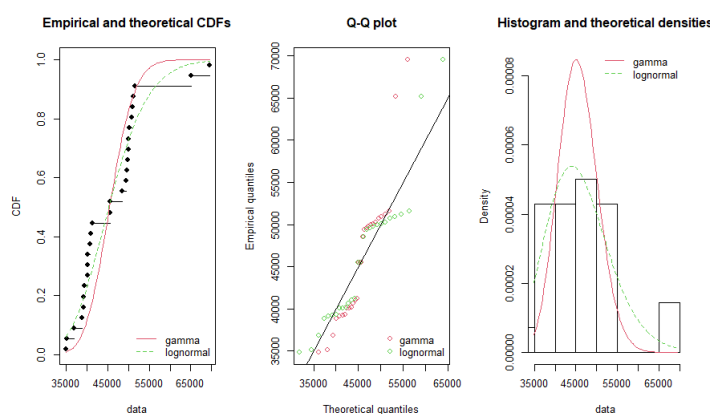 Empirical and theoretical CDFs
CDF
0.0 0.2 0.4 0.6 0.8 1.0
gamma
lognormal
35000 45000 55000 65000
data
Q-Q plot
Empirical quantiles
35000 40000 45000 50000 55000 60000 65000 70000
gamma
lognormal
35000 45000 55000 65000
Theoretical quantiles
Histogram and theoretical densities
Density
0.00000 0.00002 0.00004 0.00006 0.00008
gamma
lognormal
35000 45000 55000 65000
data